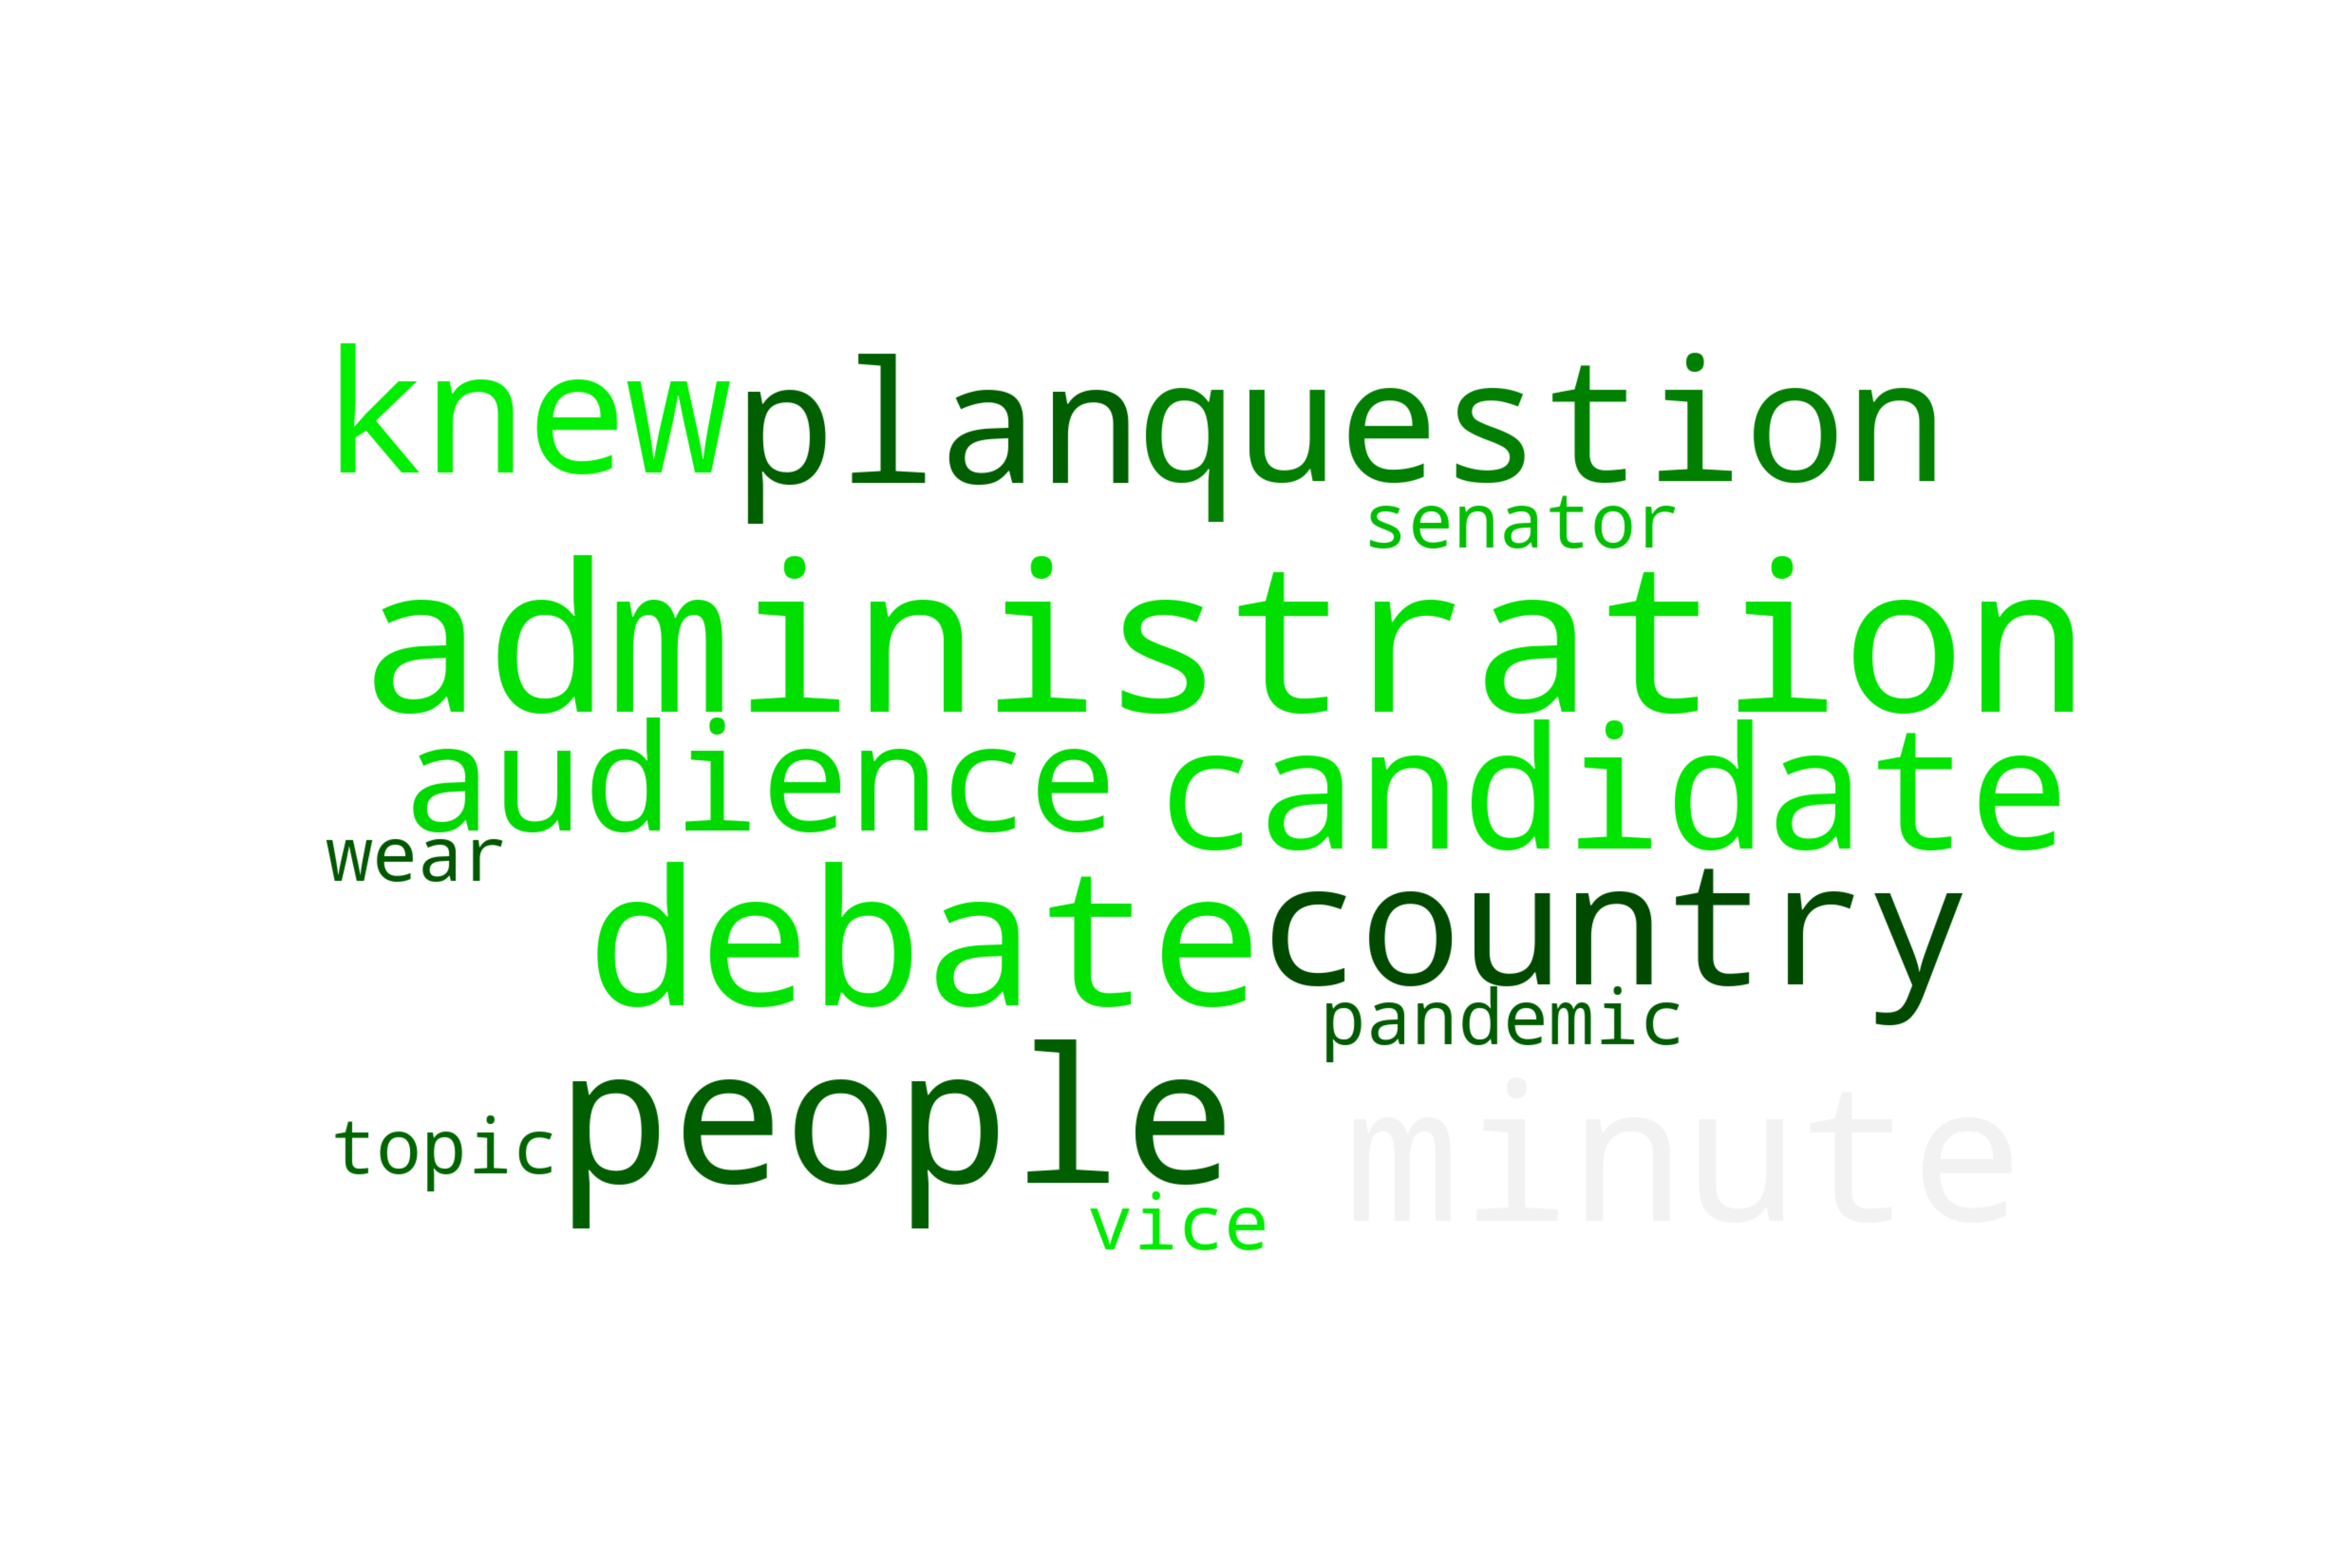 knew plan question
senator
administration
audience candidate
wear
debate country
pandemic
people minute
topic
vice